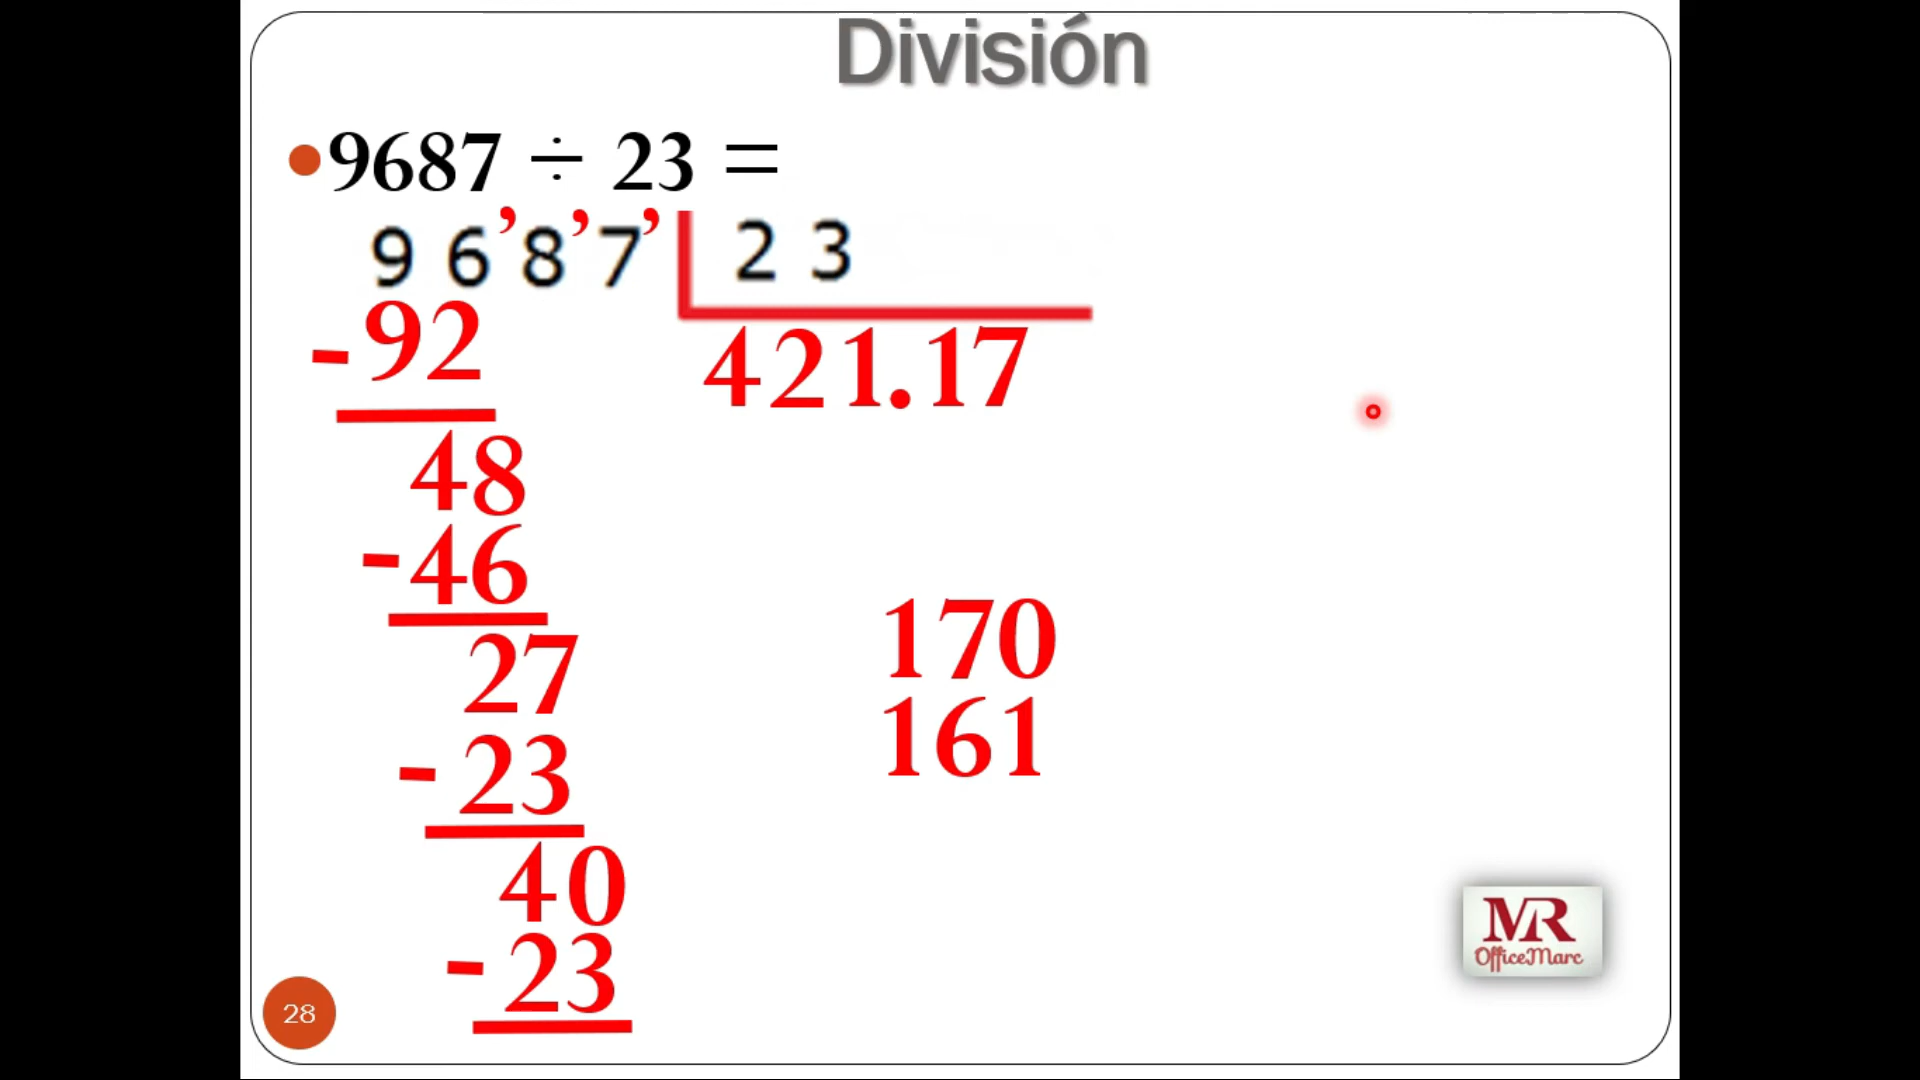 División
9687 ÷ 23 =
9 6 ’ 8 ’ 7 ’ 2 3
- 92
421.17
48
- 46
27
- 23
40
- 23
170
161
MR
OfficeMarc
28